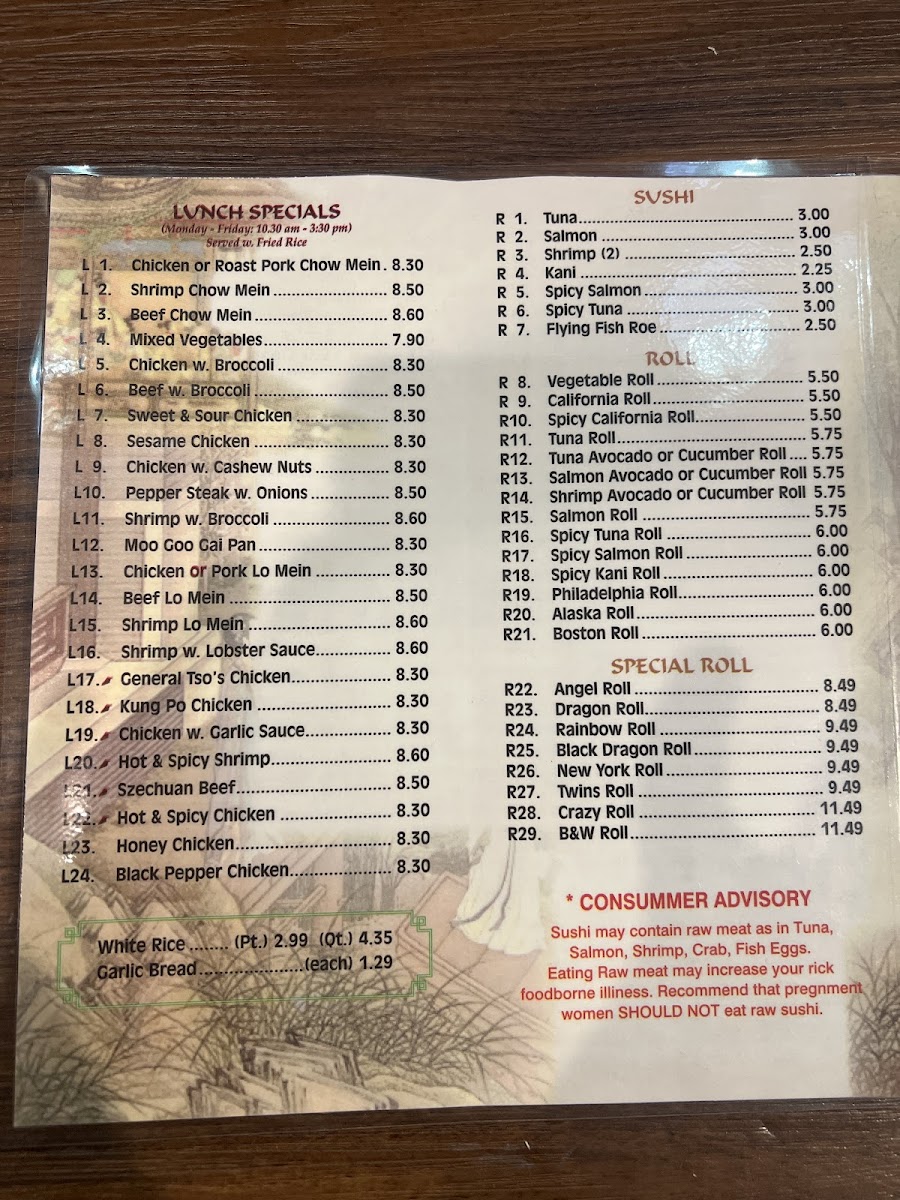 LUNCH SPECIALS
(Monday - Friday: 10.30 am - 3:30 pm)
Served w. Fried Rice
L 1. Chicken or Roast Pork Chow Mein. 8.30
L 2. Shrimp Chow Mein ........................ 8.50
L 3. Beef Chow Mein ............................ 8.60
L 4. Mixed Vegetables.......................... 7.90
L 5. Chicken w. Broccoli ....................... 8.30
L 6. Beef w. Broccoli ............................ 8.50
L 7. Sweet & Sour Chicken ................... 8.30
L 8. Sesame Chicken ............................ 8.30
L 9. Chicken w. Cashew Nuts ............... 8.30
L10. Pepper Steak w. Onions ................ 8.50
L11. Shrimp w. Broccoli ........................ 8.60
L12. Moo Goo Gai Pan .......................... 8.30
L13. Chicken or Pork Lo Mein ............... 8.30
L14. Beef Lo Mein ................................. 8.50
L15. Shrimp Lo Mein ............................. 8.60
L16. Shrimp w. Lobster Sauce............... 8.60
L17. General Tso's Chicken.................... 8.30
L18. Kung Po Chicken ........................... 8.30
L19. Chicken w. Garlic Sauce................. 8.30
L20. Hot & Spicy Shrimp........................ 8.60
L21. Szechuan Beef............................... 8.50
L22. Hot & Spicy Chicken ...................... 8.30
L23. Honey Chicken............................... 8.30
L24. Black Pepper Chicken.................... 8.30
White Rice ........ (Pt.) 2.99 (Qt.) 4.35
Garlic Bread.....................(each) 1.29
SUSHI
R 1. Tuna............................................. 3.00
R 2. Salmon ......................................... 3.00
R 3. Shrimp (2) .................................... 2.50
R 4. Kani .............................................. 2.25
R 5. Spicy Salmon ................................ 3.00
R 6. Spicy Tuna .................................... 3.00
R 7. Flying Fish Roe.............................. 2.50
ROLL
R 8. Vegetable Roll............................... 5.50
R 9. California Roll................................ 5.50
R10. Spicy California Roll....................... 5.50
R11. Tuna Roll........................................ 5.75
R12. Tuna Avocado or Cucumber Roll .... 5.75
R13. Salmon Avocado or Cucumber Roll 5.75
R14. Shrimp Avocado or Cucumber Roll 5.75
R15. Salmon Roll ................................... 5.75
R16. Spicy Tuna Roll .............................. 6.00
R17. Spicy Salmon Roll .......................... 6.00
R18. Spicy Kani Roll ............................... 6.00
R19. Philadelphia Roll............................ 6.00
R20. Alaska Roll .................................... 6.00
R21. Boston Roll.................................... 6.00
SPECIAL ROLL
R22. Angel Roll ..................................... 8.49
R23. Dragon Roll................................... 8.49
R24. Rainbow Roll ................................. 9.49
R25. Black Dragon Roll.......................... 9.49
R26. New York Roll ................................ 9.49
R27. Twins Roll ..................................... 9.49
R28. Crazy Roll .................................... 11.49
R29. B&W Roll...................................... 11.49
* CONSUMMER ADVISORY
Sushi may contain raw meat as in Tuna,
Salmon, Shrimp, Crab, Fish Eggs.
Eating Raw meat may increase your rick
foodborne illiness. Recommend that pregnment
women SHOULD NOT eat raw sushi.